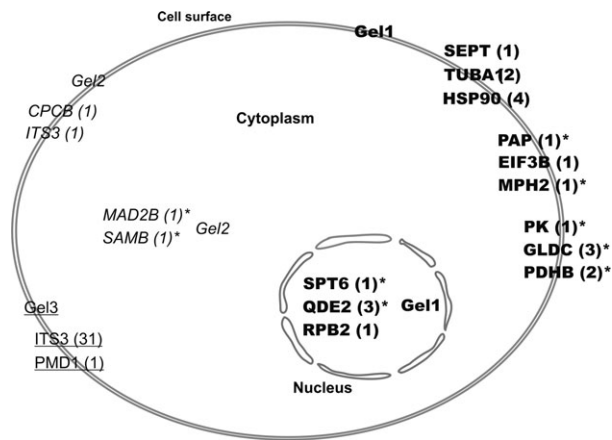 Cell surface
Gel1
SEPT (1)
TUBA1(2)
HSP90 (4)
Gel2
CPCB (1)
ITS3 (1)
Cytoplasm
PAP (1)*
EIF3B (1)
MPH2 (1)*
MAD2B (1)*
SAMB (1)*
Gel2
PK (1)*
GLDC (3)*
PDHB (2)*
SPT6 (1)*
QDE2 (3)*
RPB2 (1)
Gel1
Gel3
ITS3 (31)
PMD1 (1)
Nucleus